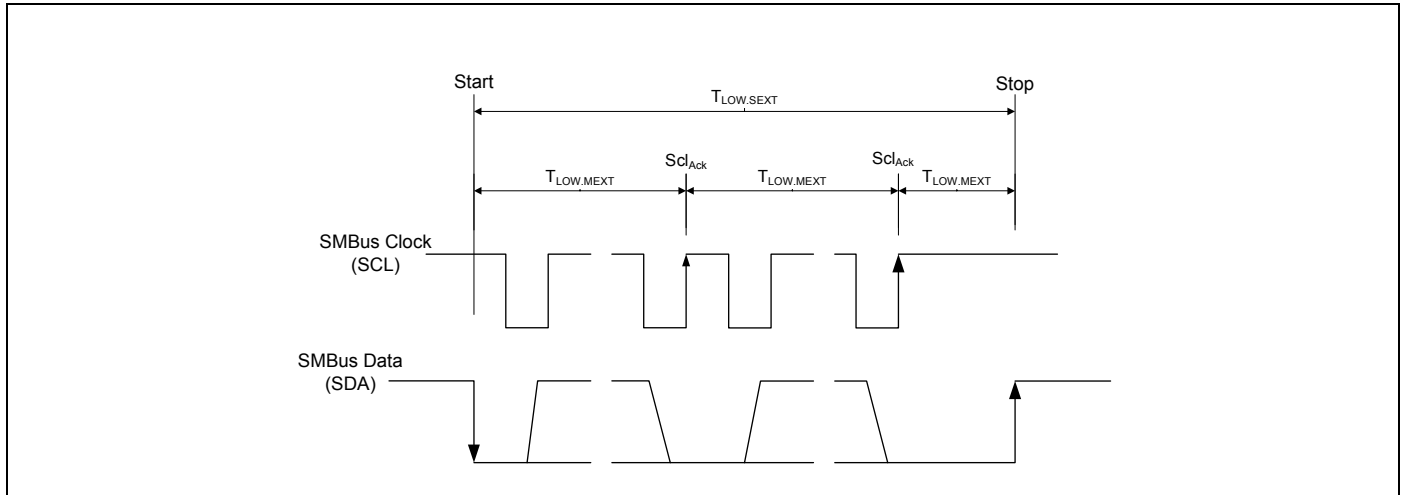 Start
Stop
TLOW.SEXT
SclAck
SclAck
TLOW.MEXT
TLOW.MEXT
TLOW.MEXT
SMBus Clock
(SCL)
SMBus Data
(SDA)